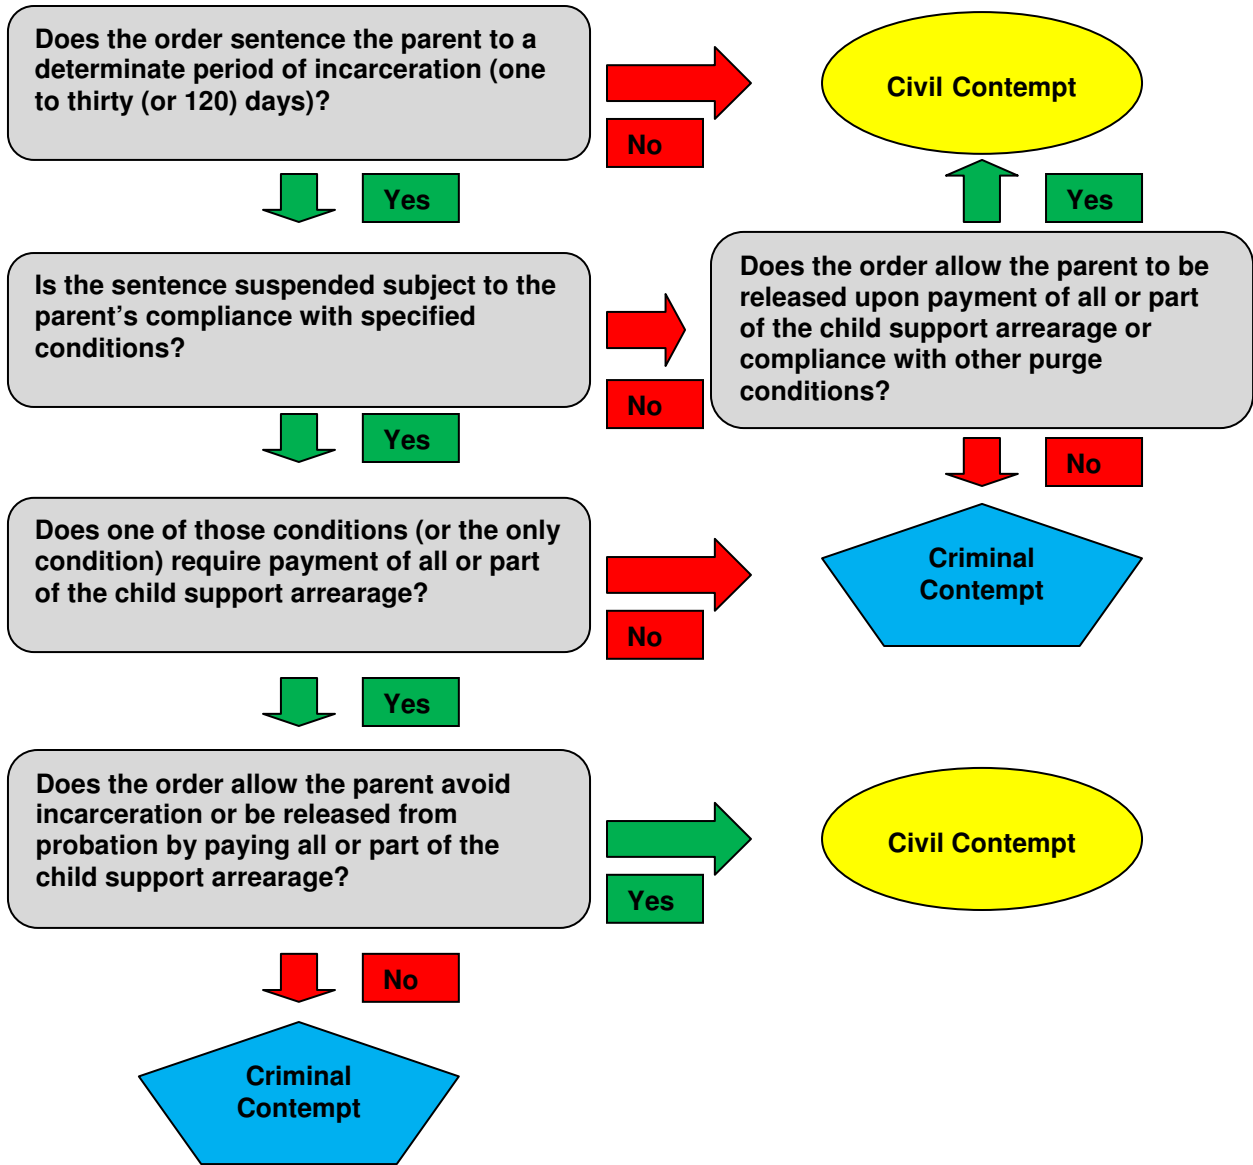 Does the order sentence the parent to a
determinate period of incarceration (one
to thirty (or 120) days)?
No
Civil Contempt
Yes
Yes
Is the sentence suspended subject to the
parent's compliance with specified
conditions?
No
Does the order allow the parent to be
released upon payment of all or part
of the child support arrearage or
compliance with other purge
conditions?
Yes
No
Does one of those conditions (or the only
condition) require payment of all or part
of the child support arrearage?
No
Criminal
Contempt
Yes
Does the order allow the parent avoid
incarceration or be released from
probation by paying all or part of the
child support arrearage?
Yes
Civil Contempt
No
Criminal
Contempt